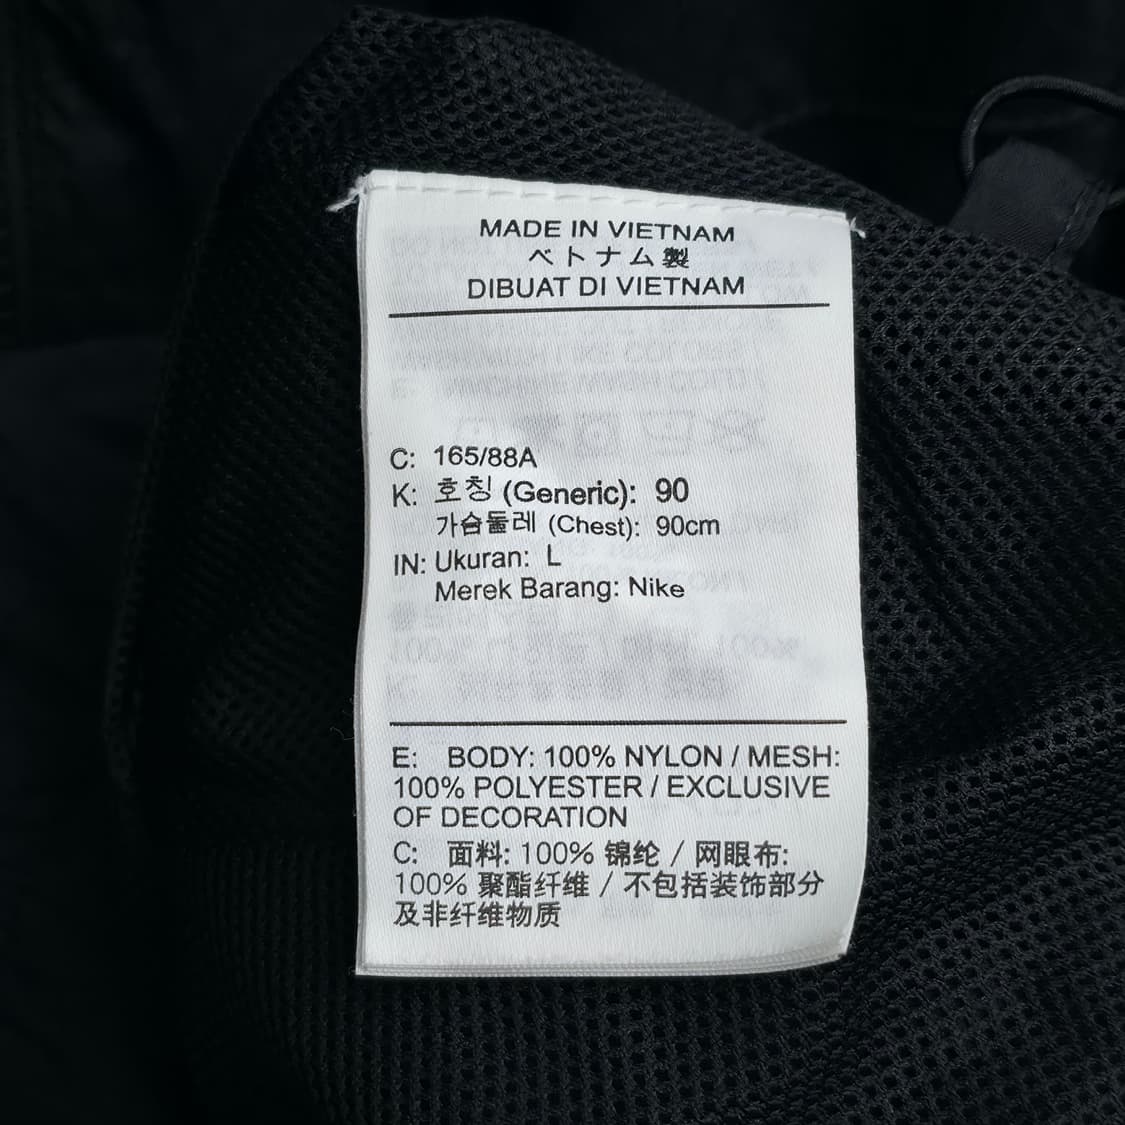 MADE IN VIETNAM
ベトナム製
DIBUAT DI VIETNAM
C: 165/88A
K: 호칭 (Generic): 90
가슴둘레 (Chest): 90cm
IN: Ukuran: L
Merek Barang: Nike
E: BODY: 100% NYLON / MESH:
100% POLYESTER / EXCLUSIVE
OF DECORATION
C: 面料: 100% 锦纶 / 网眼布:
100% 聚酯纤维 / 不包括装饰部分
及非纤维物质